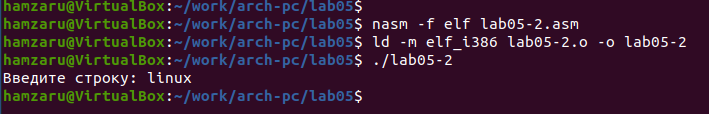 hamzaru@VirtualBox:~/work/arch-pc/lab05$
hamzaru@VirtualBox:~/work/arch-pc/lab05$ nasm -f elf lab05-2.asm
hamzaru@VirtualBox:~/work/arch-pc/lab05$ ld -m elf_i386 lab05-2.o -o lab05-2
hamzaru@VirtualBox:~/work/arch-pc/lab05$ ./lab05-2
Введите строку: linux
hamzaru@VirtualBox:~/work/arch-pc/lab05$